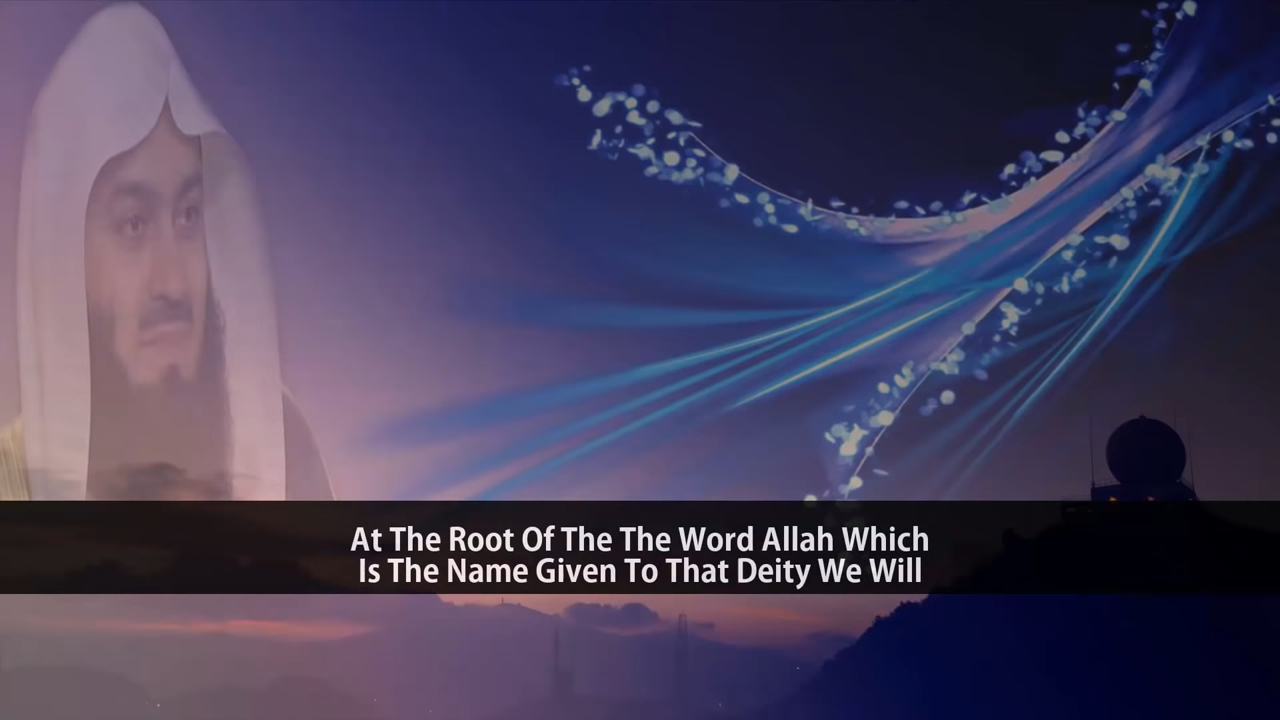 At The Root Of The The Word Allah Which
Is The Name Given To That Deity We Will